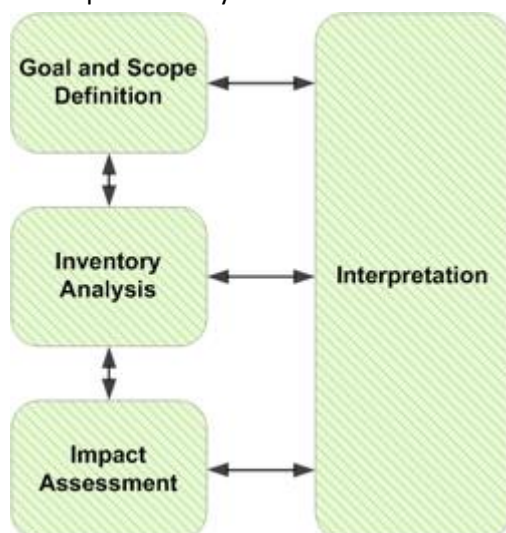 Goal and Scope
Definition
Inventory
Analysis
Interpretation
Impact
Assessment